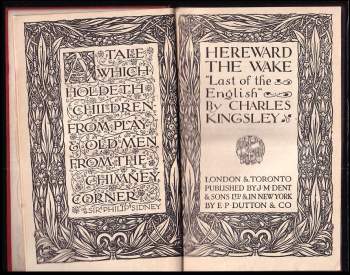 A TALE
WHICH
HOLDETH
CHILDREN
FROM PLAY
& OLD MEN
FROM THE
CHIMNEY
CORNER
SIR PHILIP SIDNEY
HEREWARD
THE WAKE
"Last of the
English"
By CHARLES
KINGSLEY
LONDON & TORONTO
PUBLISHED BY J·M·DENT
& SONS LTD & IN NEW YORK
BY E·P·DUTTON & CO